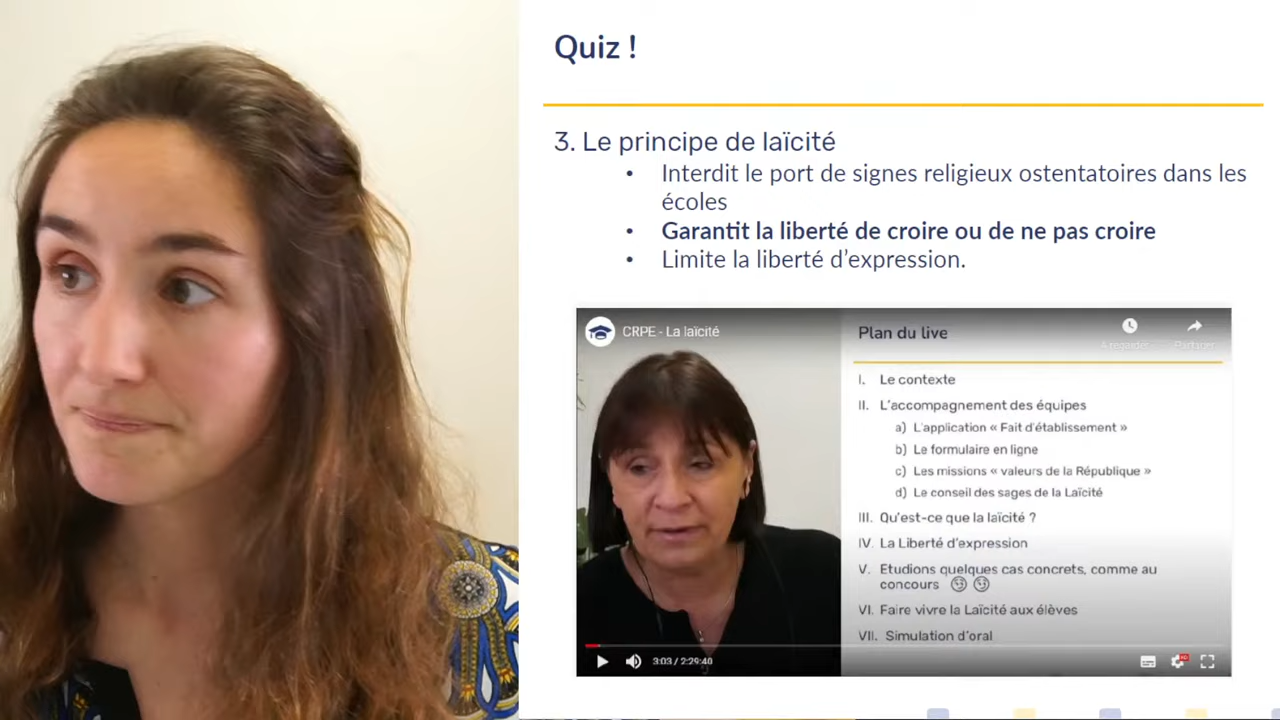 Quiz !
3. Le principe de laïcité
• Interdit le port de signes religieux ostentatoires dans les
écoles
• Garantit la liberté de croire ou de ne pas croire
• Limite la liberté d'expression.
CRPE - La laïcité
Plan du live
À regarder
Partager
I. Le contexte
II. L'accompagnement des équipes
a) L'application « Fait d'établissement »
b) Le formulaire en ligne
c) Les missions « valeurs de la République »
d) Le conseil des sages de la Laïcité
III. Qu'est-ce que la laïcité ?
IV. La Liberté d'expression
V. Etudions quelques cas concrets, comme au
concours 😏 😏
VI. Faire vivre la Laïcité aux élèves
VII. Simulation d'oral
3:03 / 2:29:40